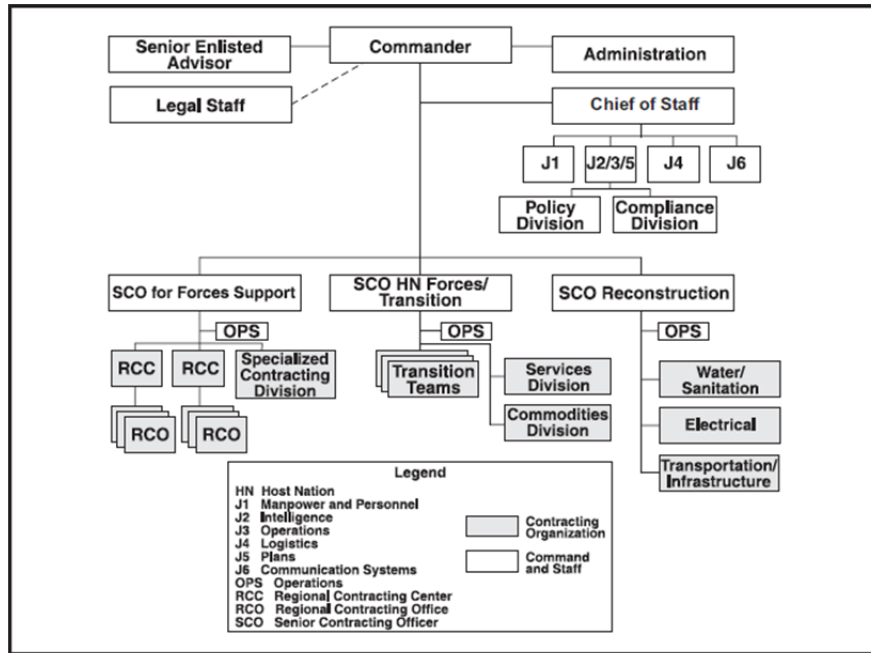 Senior Enlisted
Advisor
Commander
Administration
Legal Staff
Chief of Staff
J1
J2/3/5
J4
J6
Policy
Division
Compliance
Division
SCO for Forces Support
SCO HN Forces/
Transition
SCO Reconstruction
OPS
OPS
OPS
RCC
RCC
Specialized
Contracting
Division
Transition
Teams
Services
Division
Commodities
Division
Water/
Sanitation
Electrical
Transportation/
Infrastructure
RCO
RCO
Legend
HN Host Nation
J1 Manpower and Personnel
J2 Intelligence
J3 Operations
J4 Logistics
J5 Plans
J6 Communication Systems
OPS Operations
RCC Regional Contracting Center
RCO Regional Contracting Office
SCO Senior Contracting Officer
Contracting
Organization
Command
and Staff